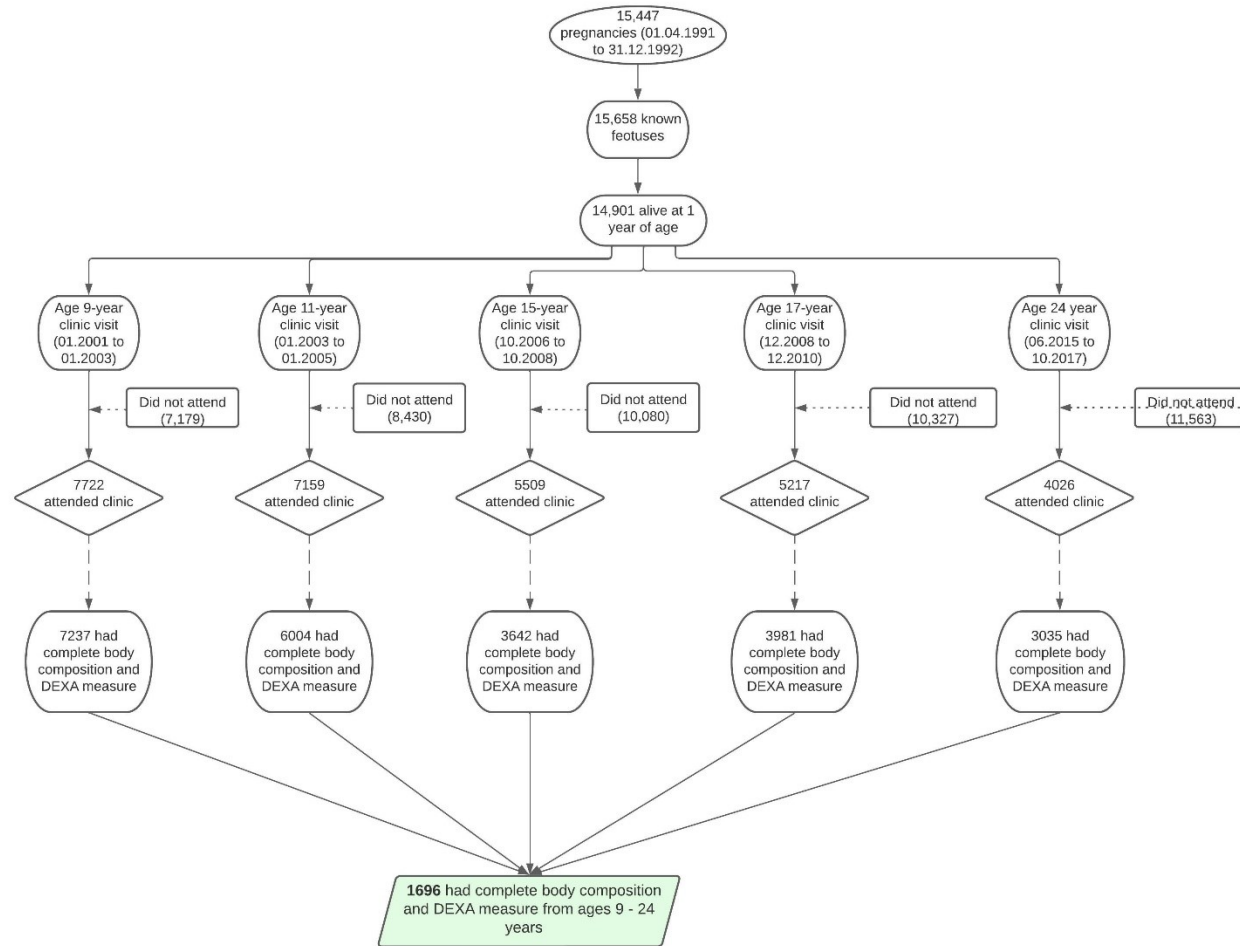 15,447
pregnancies (01.04.1991
to 31.12.1992)
15,658 known
feotuses
14,901 alive at 1
year of age
Age 9-year
clinic visit
(01.2001 to
01.2003)
Age 11-year
clinic visit
(01.2003 to
01.2005)
Age 15-year
clinic visit
(10.2006 to
10.2008)
Age 17-year
clinic visit
(12.2008 to
12.2010)
Age 24 year
clinic visit
(06.2015 to
10.2017)
Did not attend
(7,179)
Did not attend
(8,430)
Did not attend
(10,080)
Did not attend
(10,327)
Did not attend
(11,563)
7722
attended clinic
7159
attended clinic
5509
attended clinic
5217
attended clinic
4026
attended clinic
7237 had
complete body
composition and
DEXA measure
6004 had
complete body
composition and
DEXA measure
3642 had
complete body
composition and
DEXA measure
3981 had
complete body
composition and
DEXA measure
3035 had
complete body
composition and
DEXA measure
1696 had complete body composition
and DEXA measure from ages 9 - 24
years